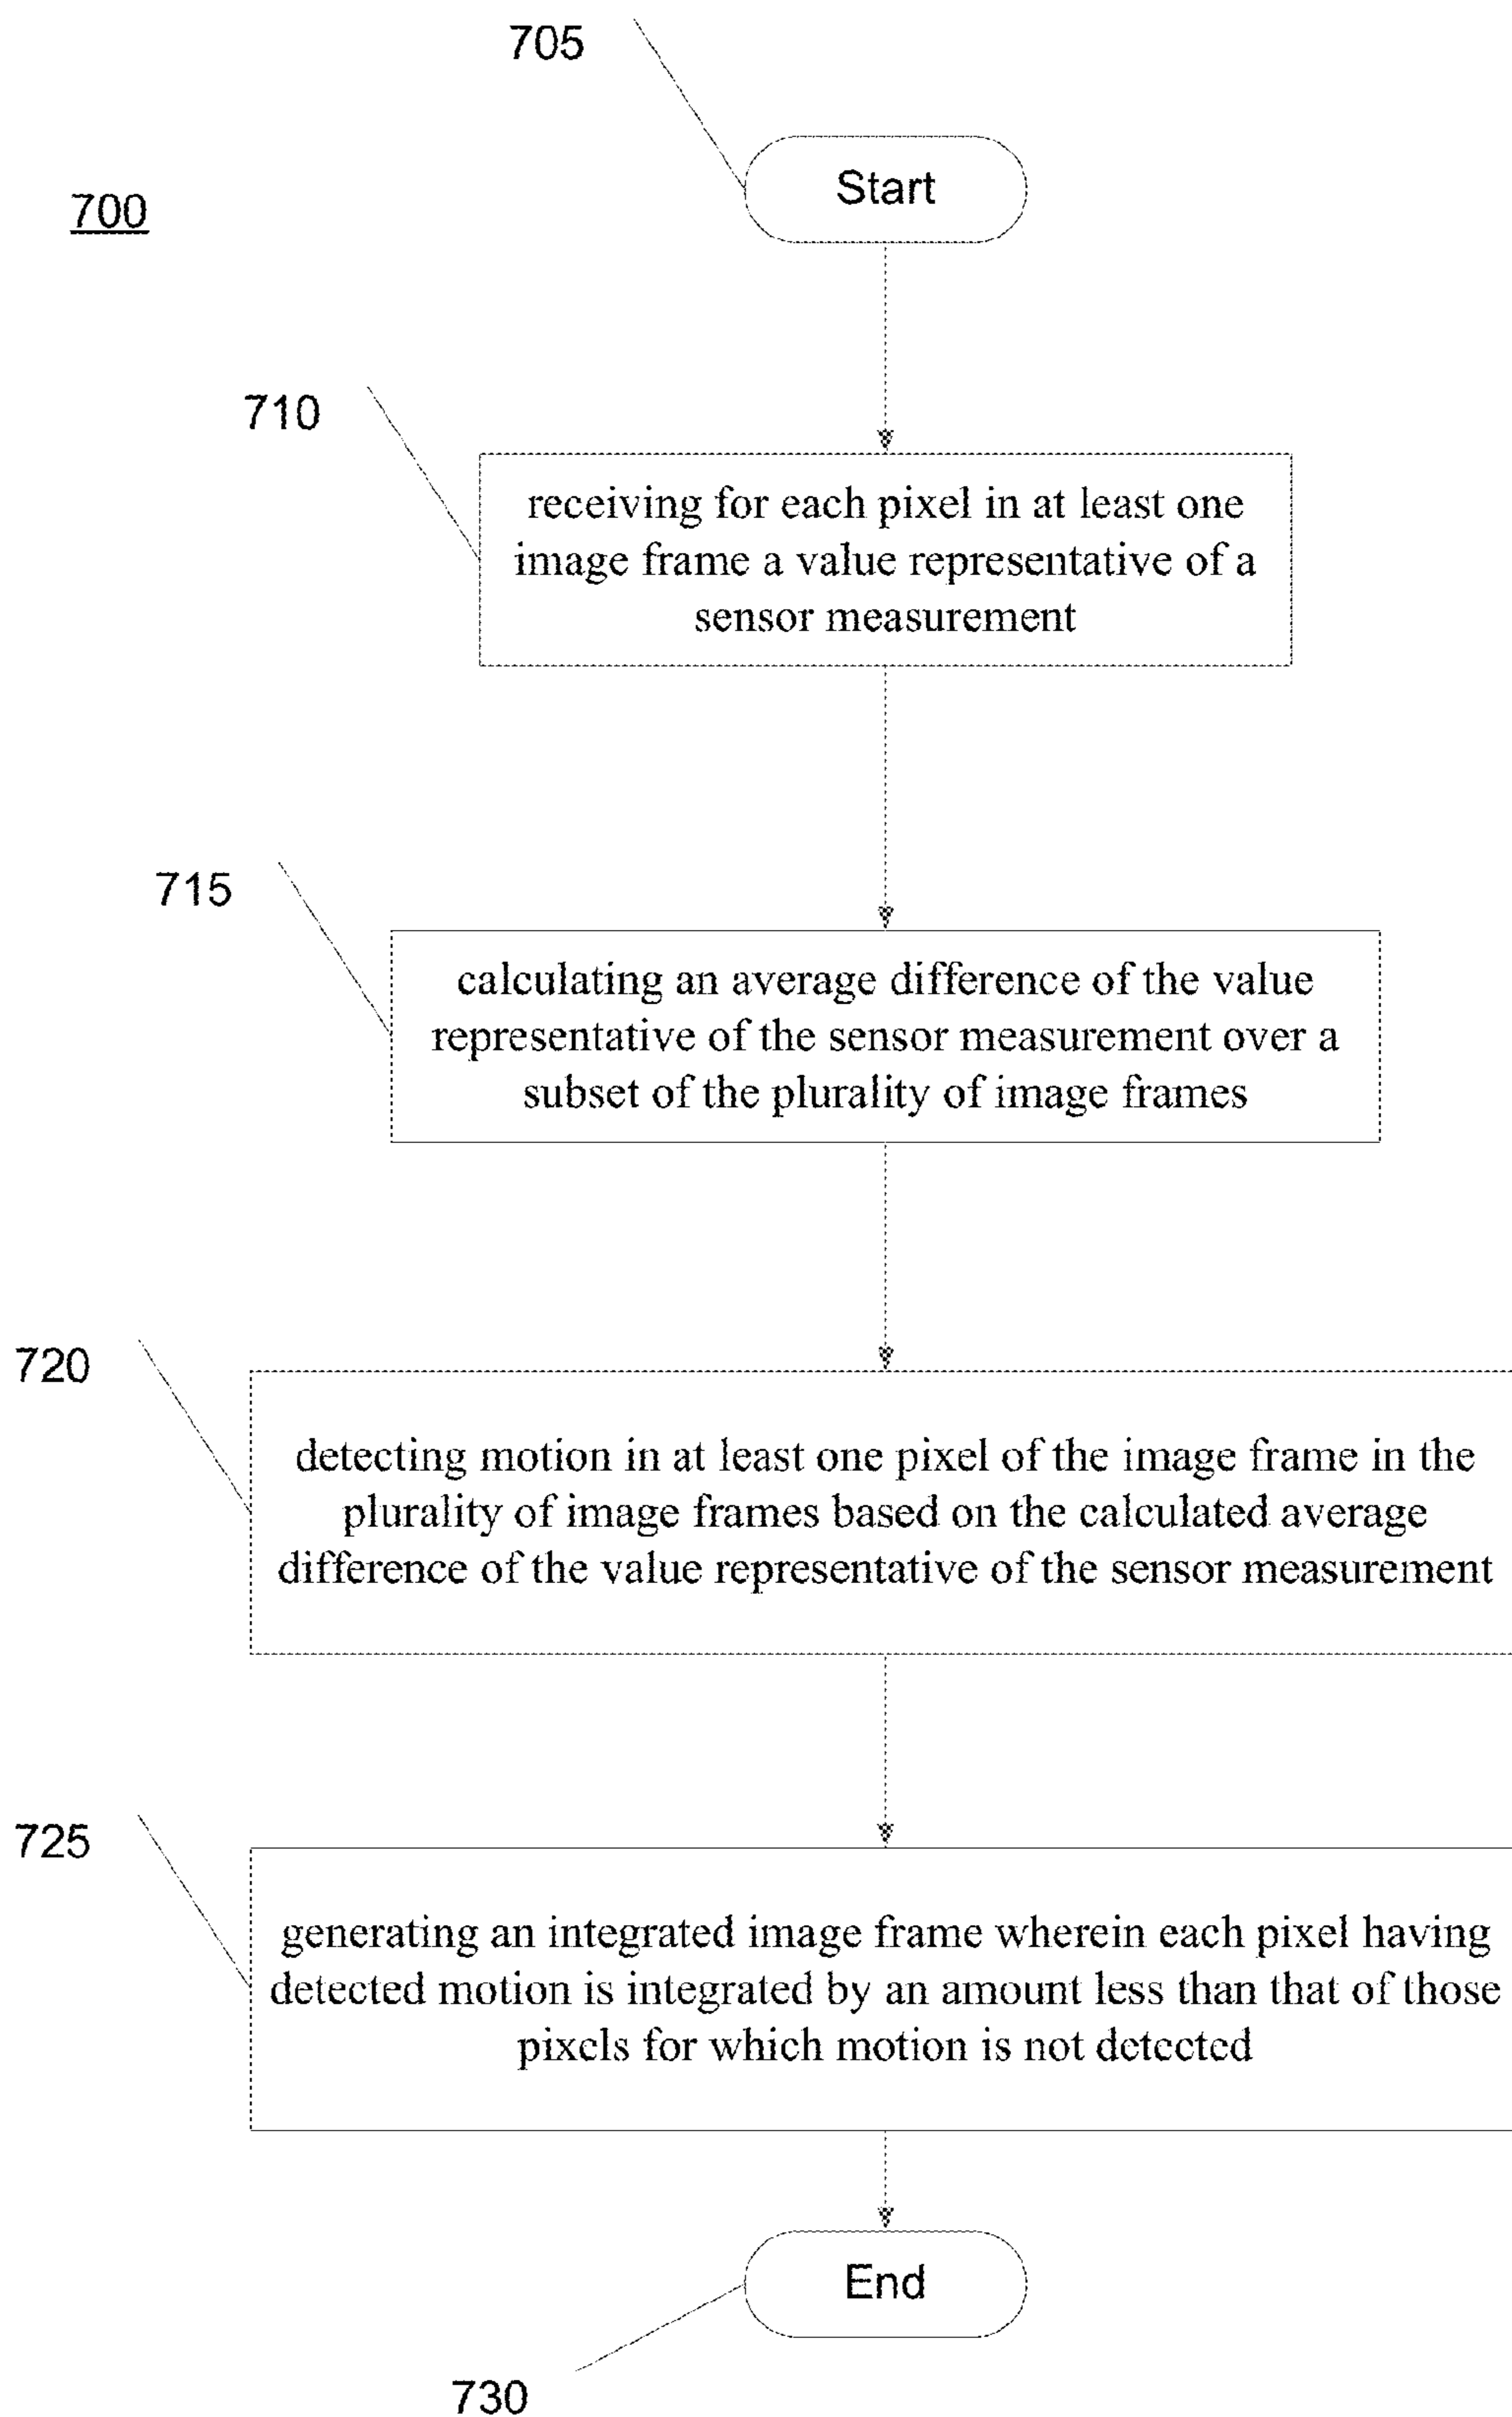 705
Start
700
710
receiving for each pixel in at least one
image frame a value representative of a
sensor measurement
715
calculating an average difference of the value
representative of the sensor measurement over a
subset of the plurality of image frames
720
detecting motion in at least one pixel of the image frame in the
plurality of image frames based on the calculated average
difference of the value representative of the sensor measurement
725
generating an integrated image frame wherein each pixel having
detected motion is integrated by an amount less than that of those
pixels for which motion is not detected
End
730